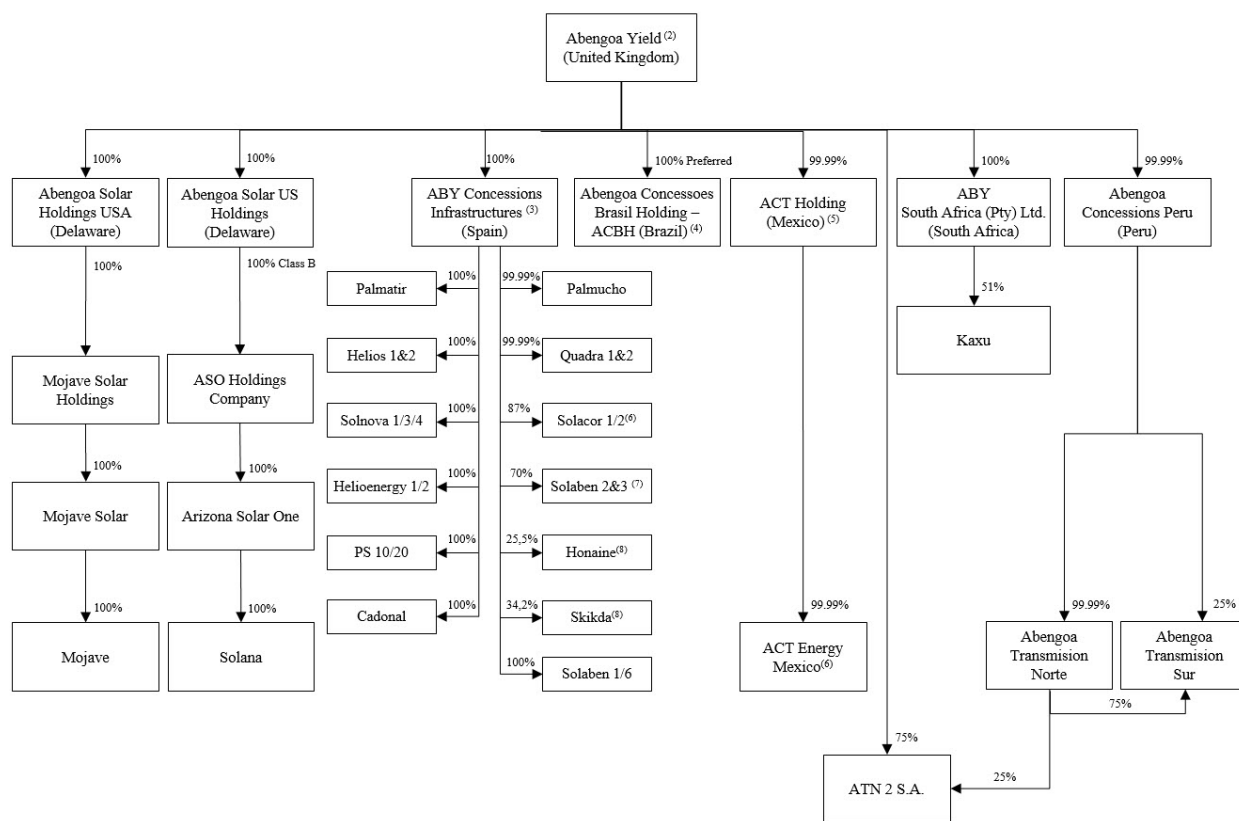 Abengoa Yield (2)
(United Kingdom)
100%
100%
100%
100% Preferred
99.99%
100%
99.99%
Abengoa Solar
Holdings USA
(Delaware)
Abengoa Solar US
Holdings
(Delaware)
ABY Concessions
Infrastructures (3)
(Spain)
Abengoa Concessoes
Brasil Holding –
ACBH (Brazil) (4)
ACT Holding
(Mexico) (5)
ABY
South Africa (Pty) Ltd.
(South Africa)
Abengoa
Concessions Peru
(Peru)
100%
100% Class B
Palmatir
100%
99.99%
Palmucho
51%
Kaxu
Mojave Solar
Holdings
ASO Holdings
Company
Helios 1&2
100%
99.99%
Quadra 1&2
Solnova 1/3/4
100%
87%
Solacor 1/2(6)
100%
100%
Helioenergy 1/2
100%
70%
Solaben 2&3 (7)
Mojave Solar
Arizona Solar One
PS 10/20
100%
25,5%
Honaine(8)
100%
100%
Cadonal
100%
34,2%
Skikda(8)
99.99%
99.99%
25%
Mojave
Solana
100%
Solaben 1/6
ACT Energy
Mexico(6)
Abengoa
Transmision
Norte
Abengoa
Transmision
Sur
75%
75%
25%
ATN 2 S.A.